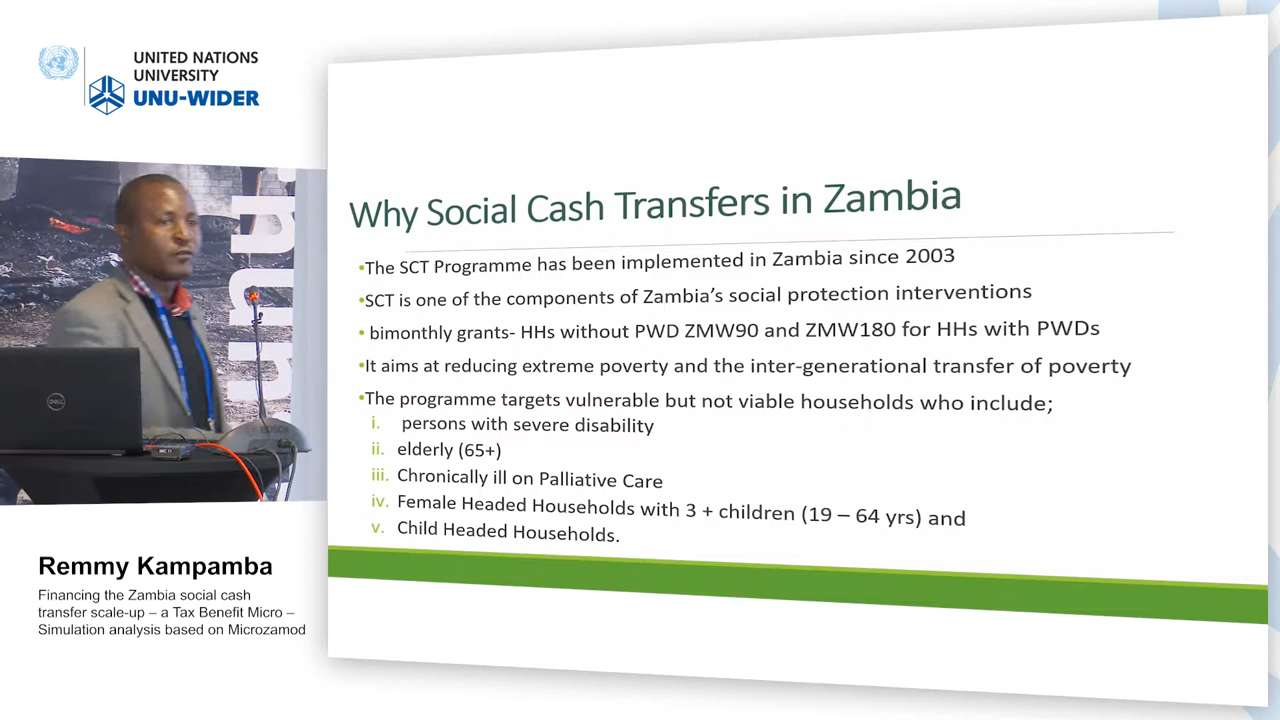 UNITED NATIONS
UNIVERSITY
UNU-WIDER
unu.
DELL
MIC 11
BOSCH
Remmy Kampamba
Financing the Zambia social cash
transfer scale-up – a Tax Benefit Micro –
Simulation analysis based on Microzamod
Why Social Cash Transfers in Zambia
•The SCT Programme has been implemented in Zambia since 2003
•SCT is one of the components of Zambia’s social protection interventions
• bimonthly grants- HHs without PWD ZMW90 and ZMW180 for HHs with PWDs
•It aims at reducing extreme poverty and the inter-generational transfer of poverty
•The programme targets vulnerable but not viable households who include;
i. persons with severe disability
ii. elderly (65+)
iii. Chronically ill on Palliative Care
iv. Female Headed Households with 3 + children (19 – 64 yrs) and
v. Child Headed Households.